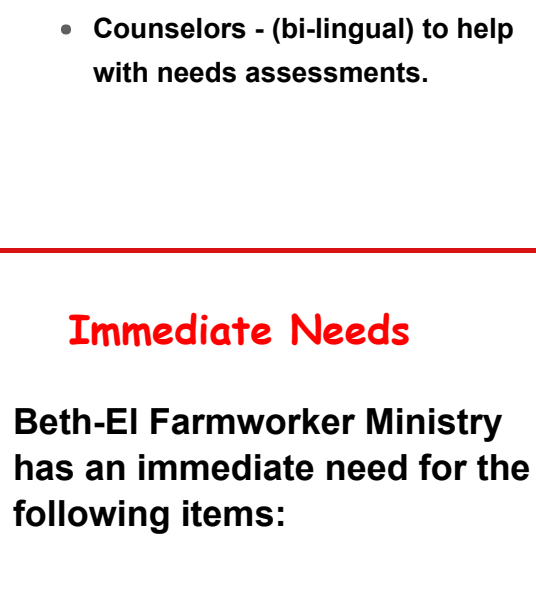 Counselors - (bi-lingual) to help
with needs assessments.
Immediate Needs
Beth-El Farmworker Ministry
has an immediate need for the
following items: